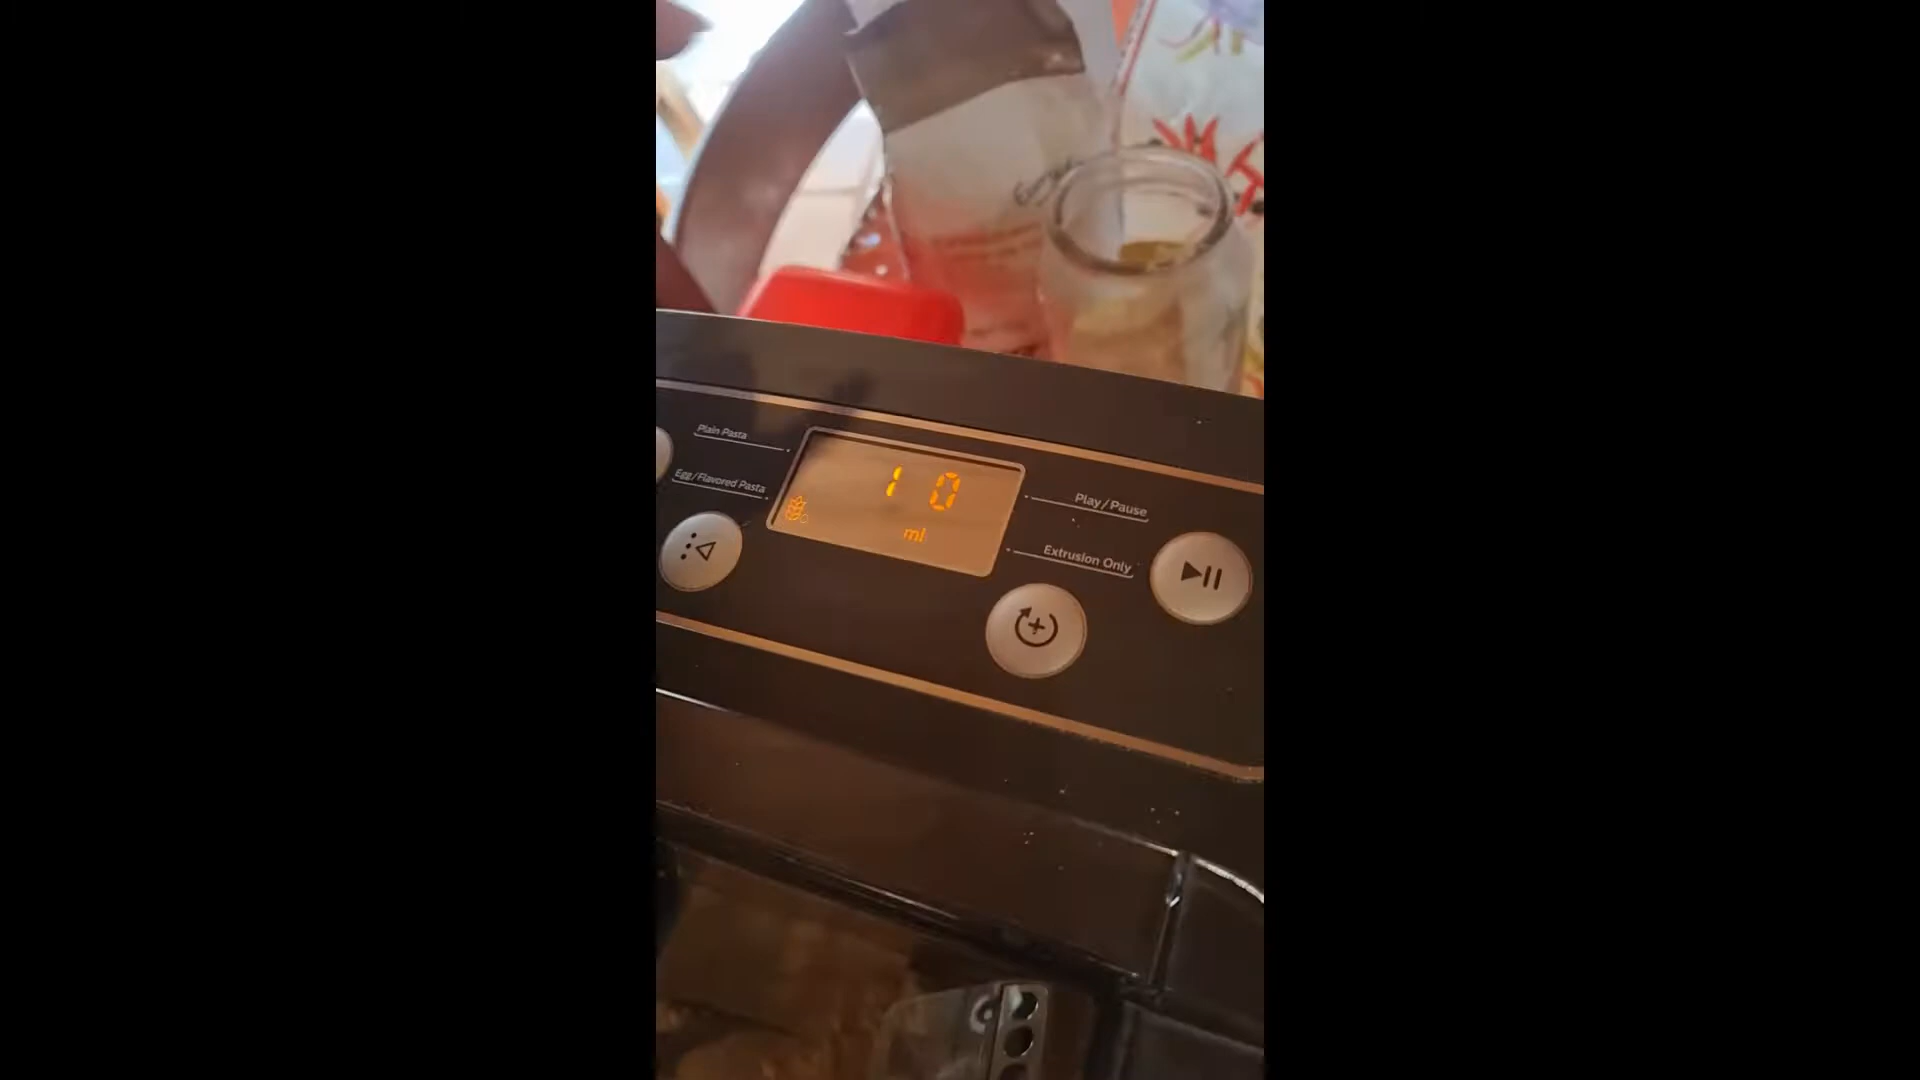 Plain Pasta
Egg/Flavored Pasta
10
ml
Play/Pause
Extrusion Only